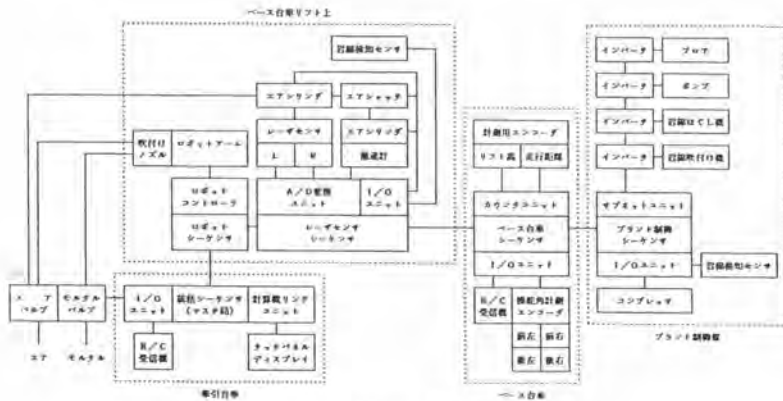 ベース台車リフト上
岩綿検知センサ
エアシリンダ
エアシャッタ
レーザセンサ
エアシリンダ
L
R
吹付け
ノズル
ロボットアーム
ロボット
コントローラ
ロボット
シーケンサ
A/D変換
ユニット
I/O
ユニット
レーザセンサ
シーケンサ
エア
バルブ
モルタル
バルブ
エア
モルタル
I/O
ユニット
統括シーケンサ
(マスタ局)
計算機リンク
ユニット
R/C
受信機
タッチパネル
ディスプレイ
牽引台車
計測用エンコーダ
リフト高
走行距離
カウンタユニット
ベース台車
シーケンサ
I/Oユニット
R/C
受信機
操舵角計測
エンコーダ
前左
前右
後左
後右
ベース台車
インバータ
ブロア
インバータ
ポンプ
インバータ
岩綿ほぐし機
インバータ
岩綿吹付け機
サブネットユニット
プラント制御
シーケンサ
I/Oユニット
岩綿検知センサ
コンプレッサ
プラント制御盤